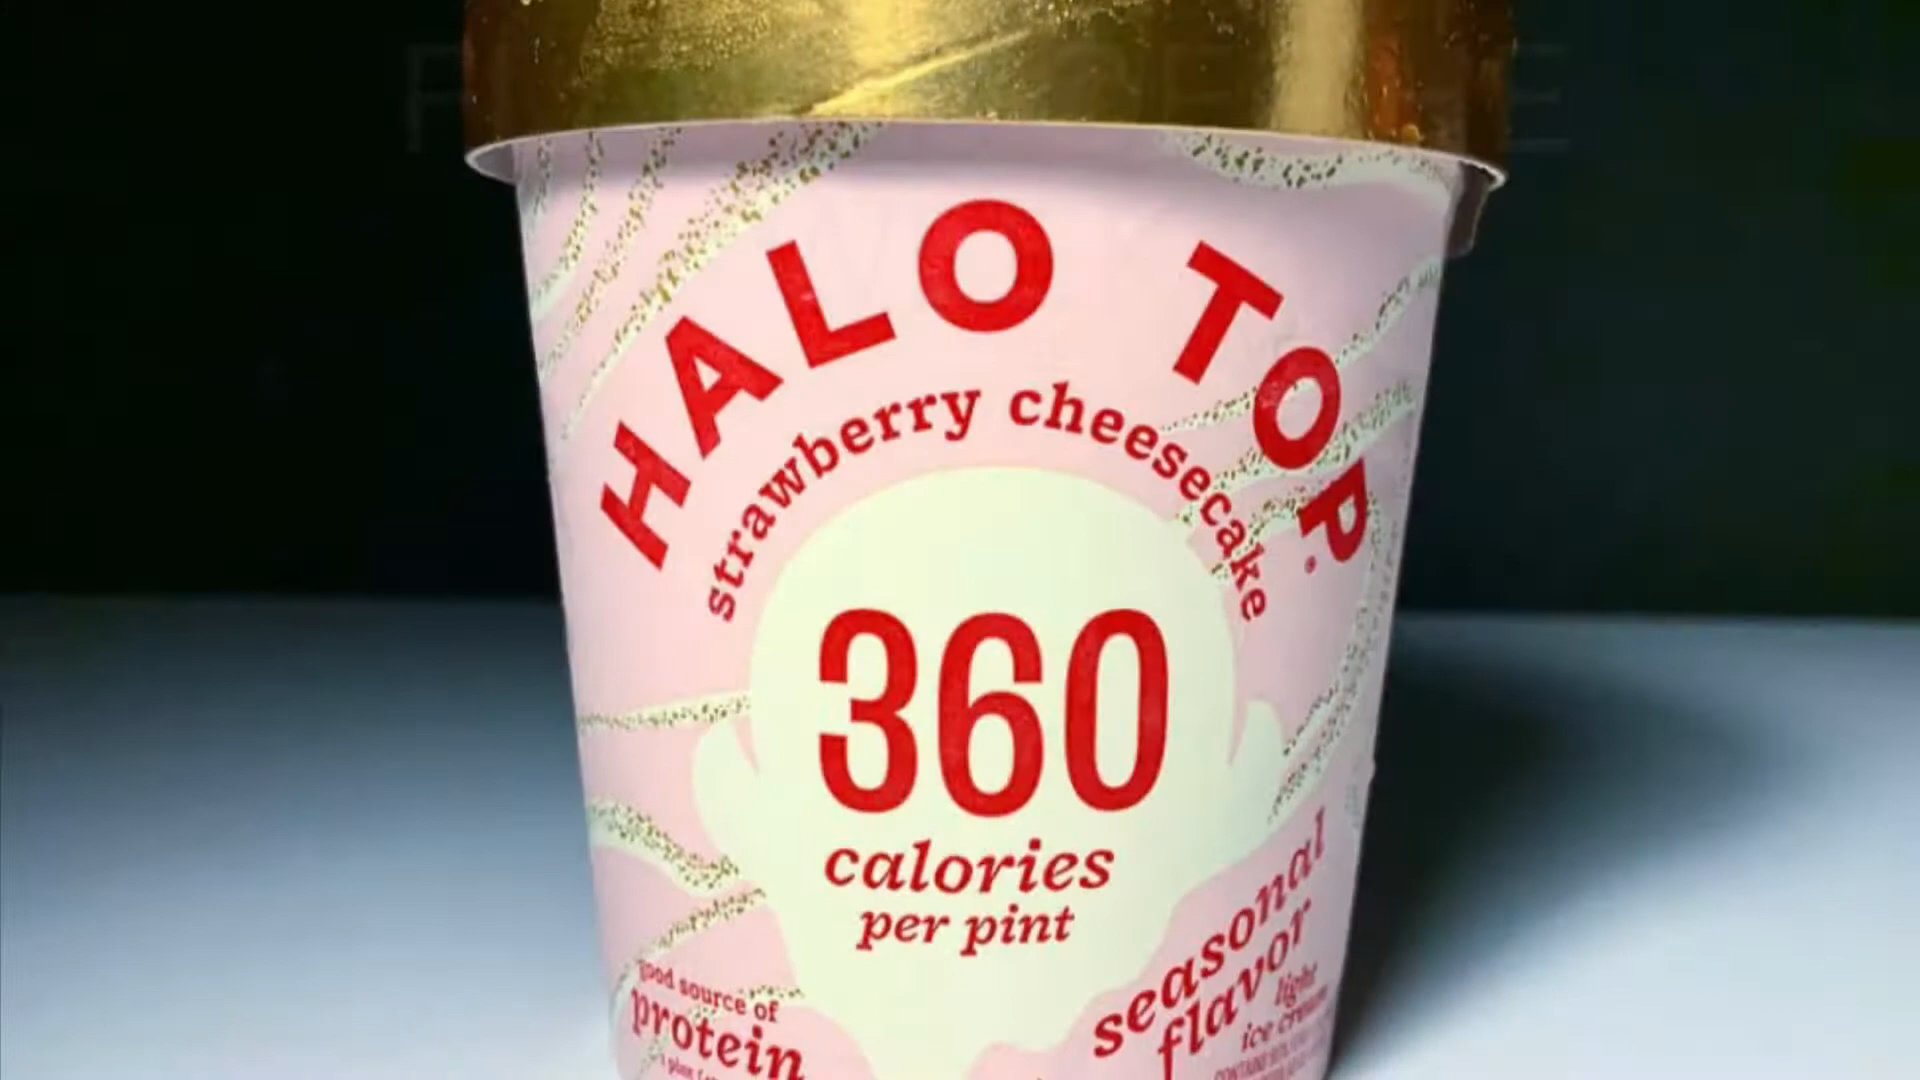 HALO TOP
strawberry cheesecake
360
calories
per pint
good source of
protein
seasonal
flavor
light
ice cream